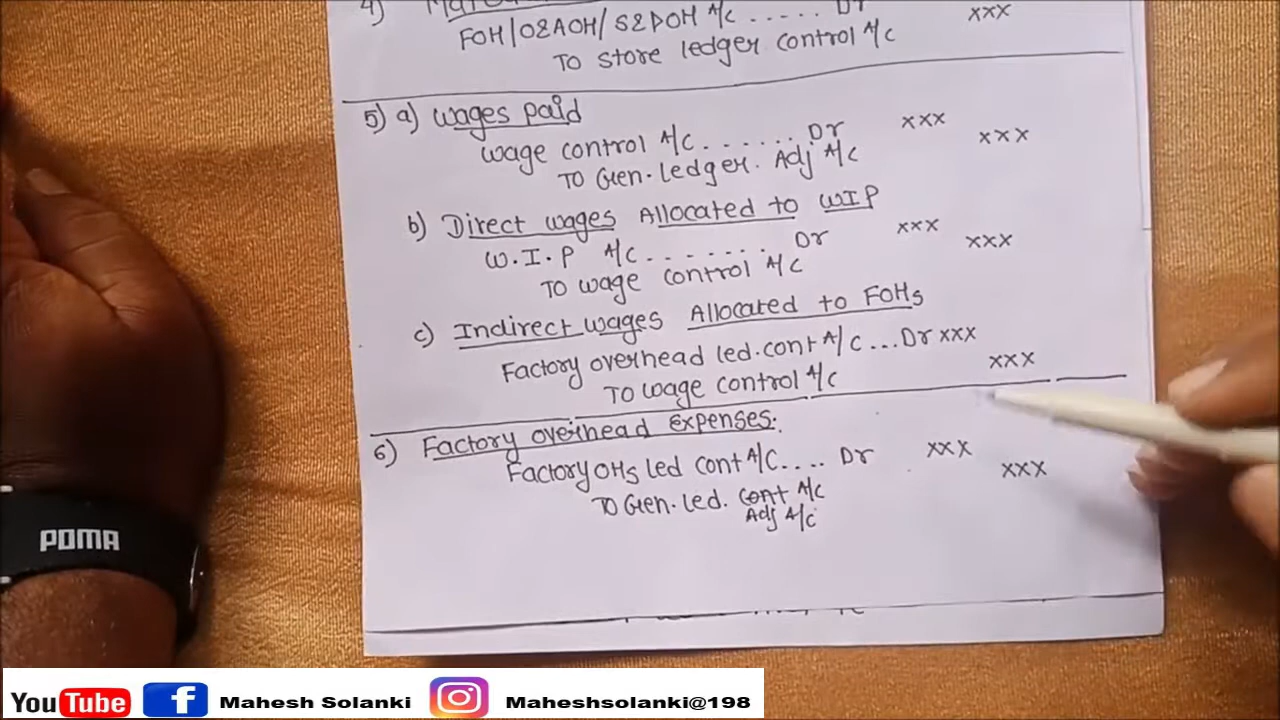 4)
FOH/O&AOH/S&DOH A/c ..... Dr xxx
To store ledger control A/c
5) a) wages paid
wage control A/c ...... Dr xxx
To Gen. ledger. Adj A/c xxx
b) Direct wages Allocated to WIP
W.I.P A/c ...... Dr xxx
To wage control A/c xxx
c) Indirect wages Allocated to FOHs
Factory overhead led.cont A/c ...Dr xxx
To wage control A/c xxx
6) Factory overhead expenses.
Factory OHs led cont A/c .... Dr xxx
To Gen. led. cont A/c xxx
Adj A/c
POMA
YouTube f Mahesh Solanki Maheshsolanki@198